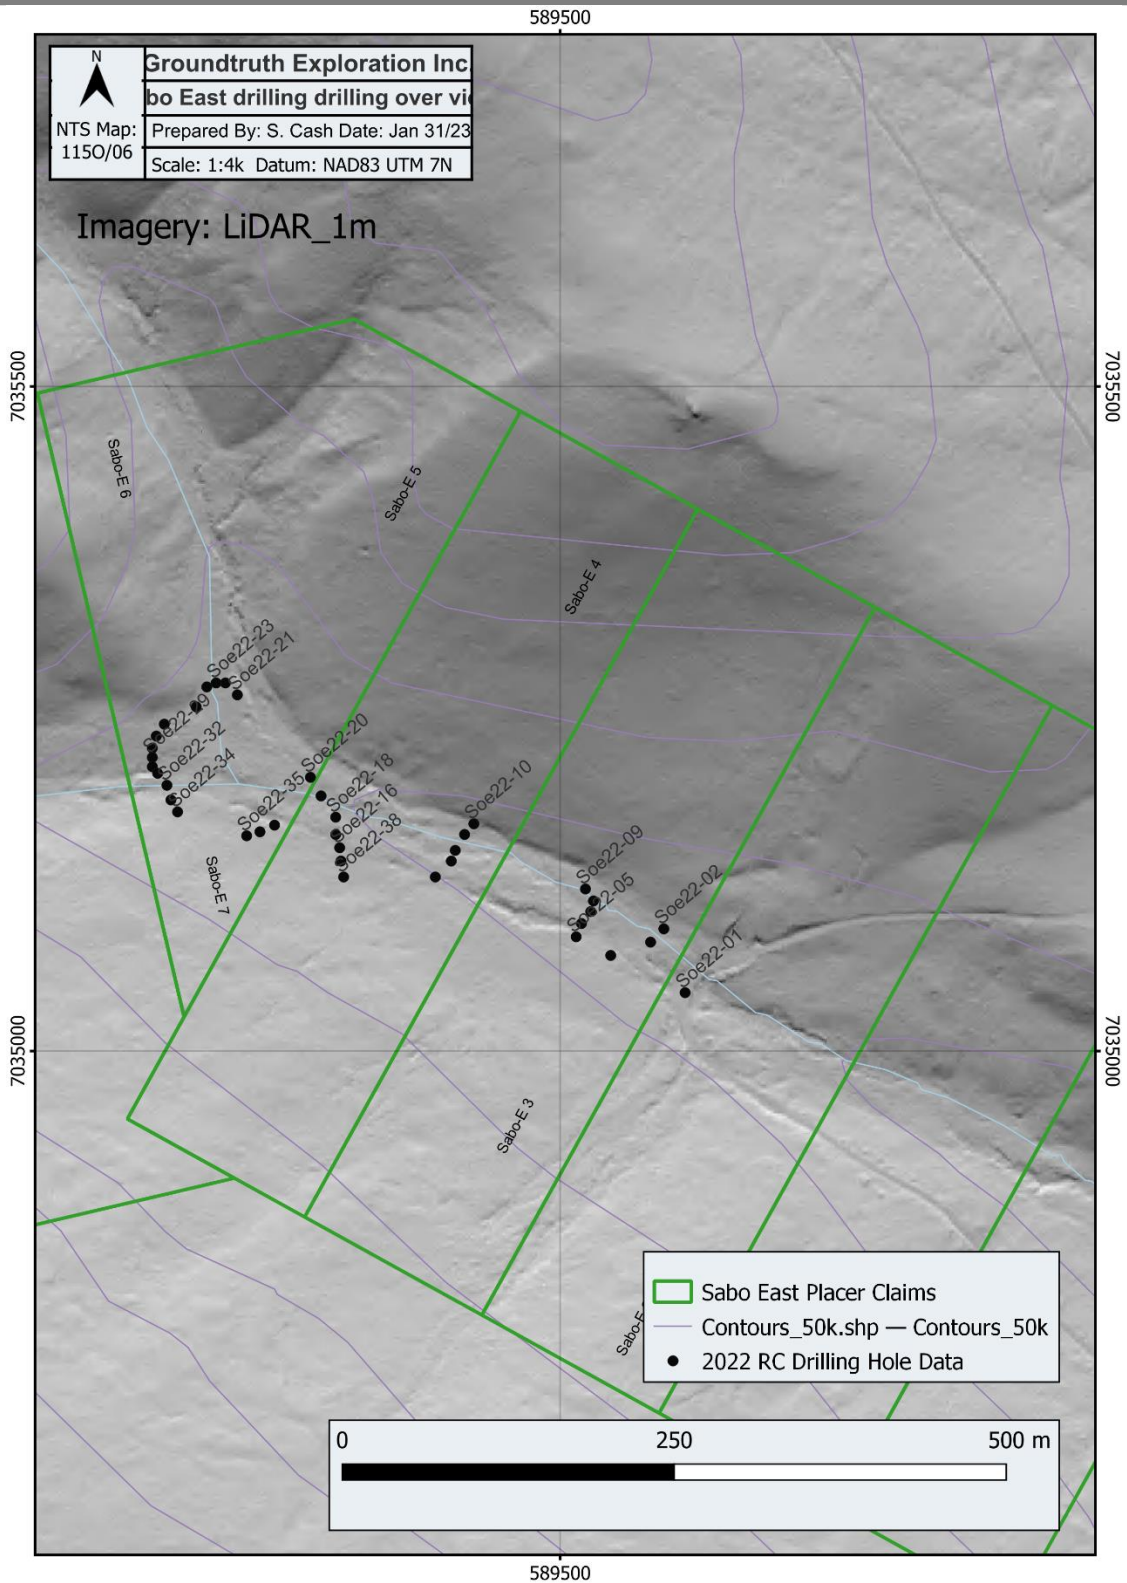 589500
N
NTS Map:
115O/06
Groundtruth Exploration Inc.
bo East drilling drilling over vi
Prepared By: S. Cash Date: Jan 31/23
Scale: 1:4k Datum: NAD83 UTM 7N
Imagery: LiDAR_1m
7035500
7035500
Sabo-E 6
Sabo-E 5
Sabo-E 4
Soe22-23
Soe22-21
Soe22-32
Soe22-34
Soe22-20
Soe22-35
Soe22-18
Soe22-16
Soe22-38
Soe22-10
Soe22-09
Soe22-05
Soe22-02
Soe22-01
Sabo-E 7
7035000
7035000
Sabo-E 3
Sabo-E
Sabo East Placer Claims
Contours_50k.shp — Contours_50k
2022 RC Drilling Hole Data
0 250 500 m
589500